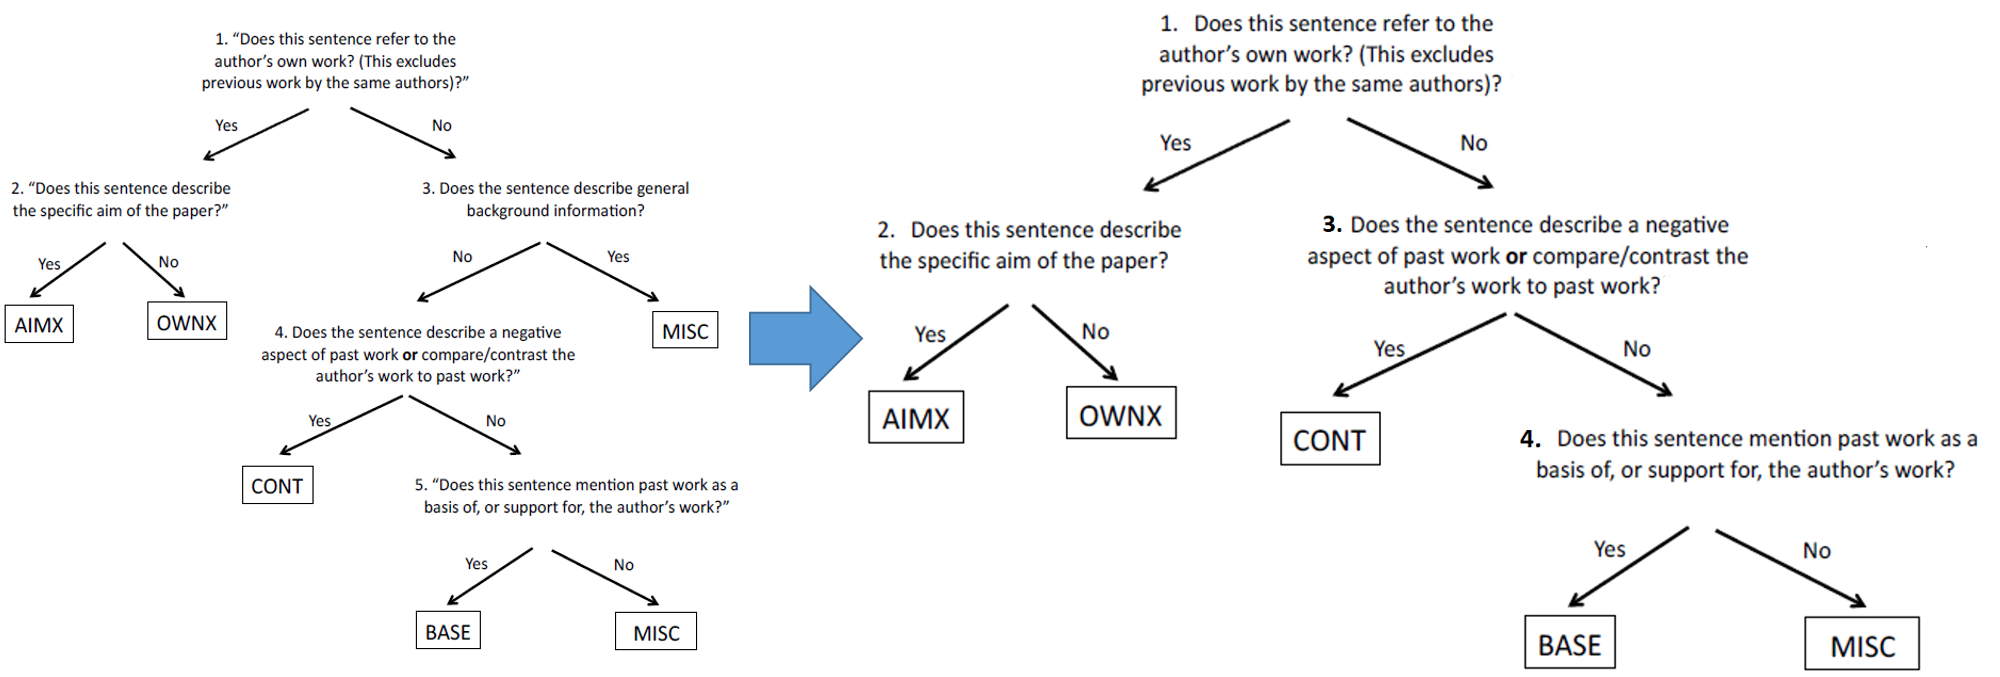 1. “Does this sentence refer to the
author’s own work? (This excludes
previous work by the same authors)?”
Yes
No
2. “Does this sentence describe
the specific aim of the paper?”
3. Does the sentence describe general
background information?
Yes
No
No
Yes
AIMX
OWNX
MISC
4. Does the sentence describe a negative
aspect of past work or compare/contrast the
author’s work to past work?”
Yes
No
CONT
5. “Does this sentence mention past work as a
basis of, or support for, the author’s work?”
Yes
No
BASE
MISC
1. Does this sentence refer to the
author’s own work? (This excludes
previous work by the same authors)?
Yes
No
2. Does this sentence describe
the specific aim of the paper?
3. Does the sentence describe a negative
aspect of past work or compare/contrast the
author’s work to past work?
Yes
No
Yes
No
AIMX
OWNX
CONT
4. Does this sentence mention past work as a
basis of, or support for, the author’s work?
Yes
No
BASE
MISC